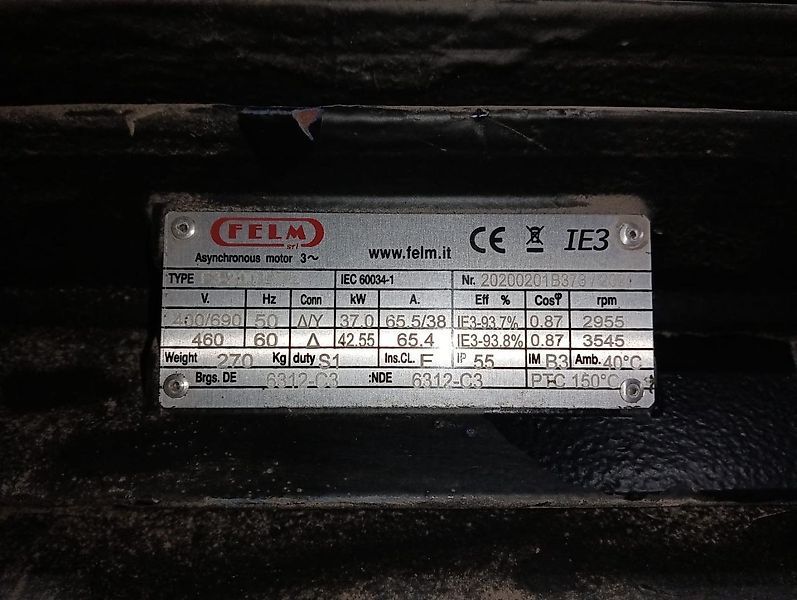 FELM srl
Asynchronous motor 3~
www.felm.it
CE IE3
TYPE IEC 60034-1 Nr. 20200201B373
V. Hz Conn kW A. Eff % Cosφ rpm
400/690 50 Δ/Y 37.0 65.5/38 IE3-93.7% 0.87 2955
460 60 Δ 42.55 65.4 IE3-93.8% 0.87 3545
Weight 270 Kg duty S1 Ins.CL. F IP 55 IM B3 Amb. 40°C
Brgs. DE 6312-C3 :NDE 6312-C3 PTC 150°C